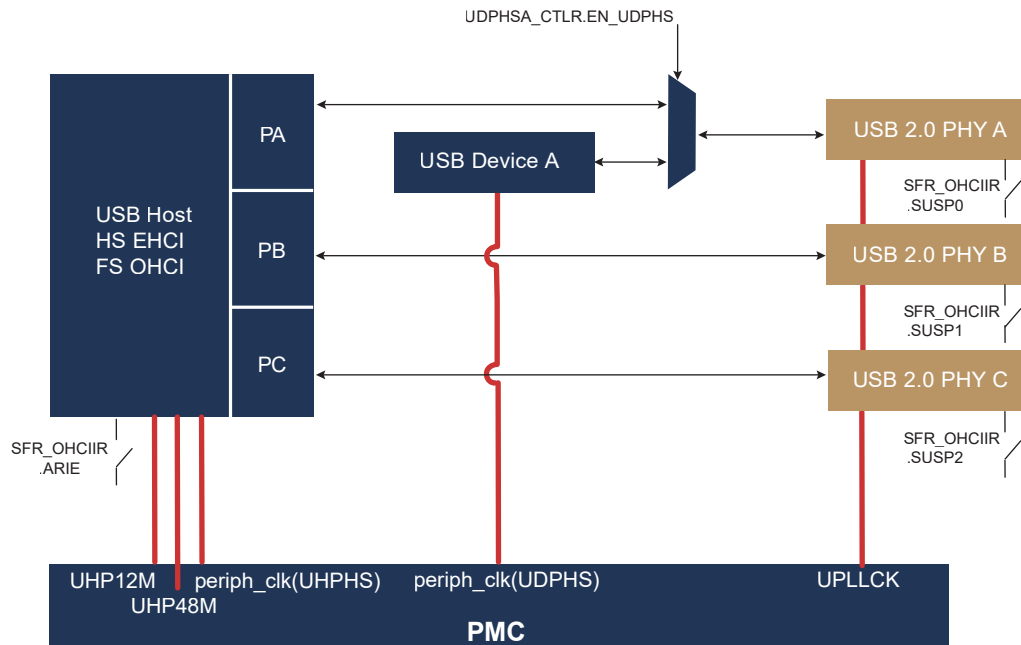 UDPHSA_CTLR.EN_UDPHS
PA
USB 2.0 PHY A
USB Device A
SFR_OHCIIR
.SUSP0
USB Host
HS EHCI
FS OHCI
PB
USB 2.0 PHY B
SFR_OHCIIR
.SUSP1
PC
USB 2.0 PHY C
SFR_OHCIIR
.ARIE
SFR_OHCIIR
.SUSP2
UHP12M
periph_clk(UHPHS)
periph_clk(UDPHS)
UPLLCK
UHP48M
PMC